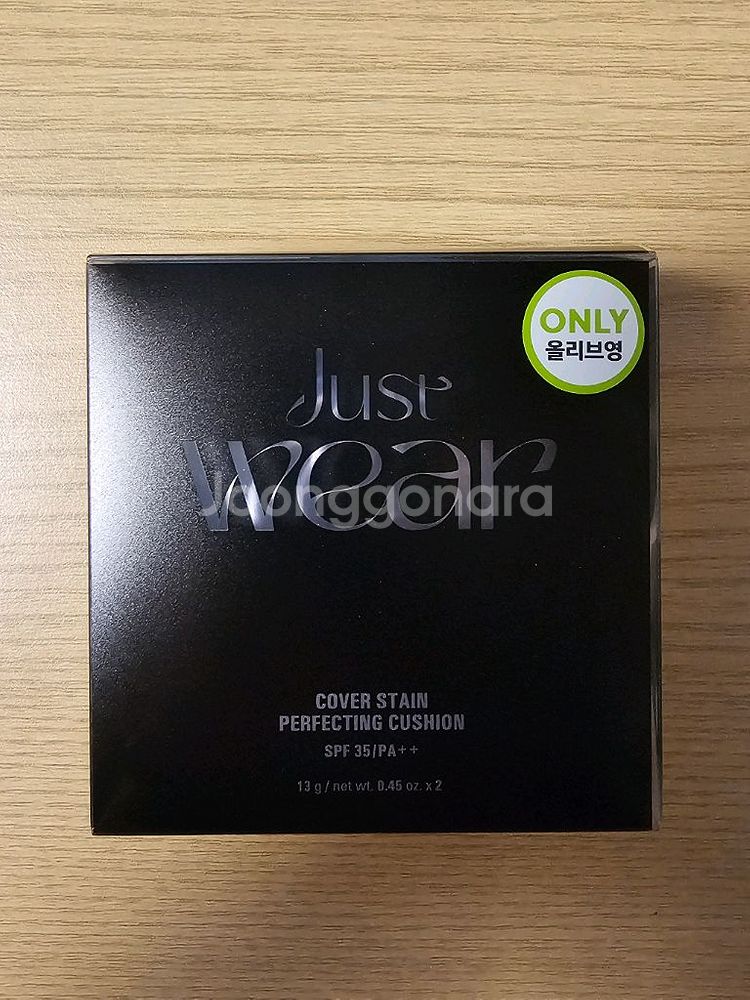 ONLY
올리브영
Just
wear
Joonggonara
COVER STAIN
PERFECTING CUSHION
SPF 35/PA++
13 g / net wt. 0.45 oz. x 2